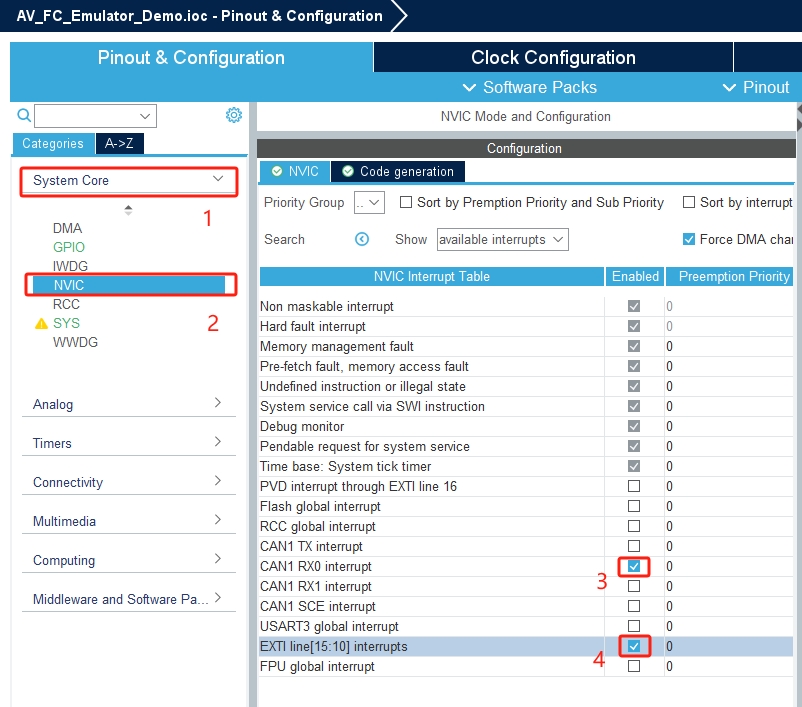 AV_FC_Emulator_Demo.ioc - Pinout & Configuration
Pinout & Configuration
Clock Configuration
Software Packs
Pinout
NVIC Mode and Configuration
Categories
A->Z
Configuration
NVIC
Code generation
System Core
1
Priority Group
..
Sort by Premption Priority and Sub Priority
Sort by interrupt
DMA
GPIO
IWDG
NVIC
RCC
SYS
WWDG
2
Search
Show
available interrupts
Force DMA char
NVIC Interrupt Table Enabled Preemption Priority
Non maskable interrupt 0
Hard fault interrupt 0
Memory management fault 0
Pre-fetch fault, memory access fault 0
Undefined instruction or illegal state 0
System service call via SWI instruction 0
Debug monitor 0
Pendable request for system service 0
Time base: System tick timer 0
PVD interrupt through EXTI line 16 0
Flash global interrupt 0
RCC global interrupt 0
CAN1 TX interrupt 0
CAN1 RX0 interrupt 0
3
CAN1 RX1 interrupt 0
CAN1 SCE interrupt 0
USART3 global interrupt 0
EXTI line[15:10] interrupts 0
4
FPU global interrupt 0
Analog
Timers
Connectivity
Multimedia
Computing
Middleware and Software Pa...